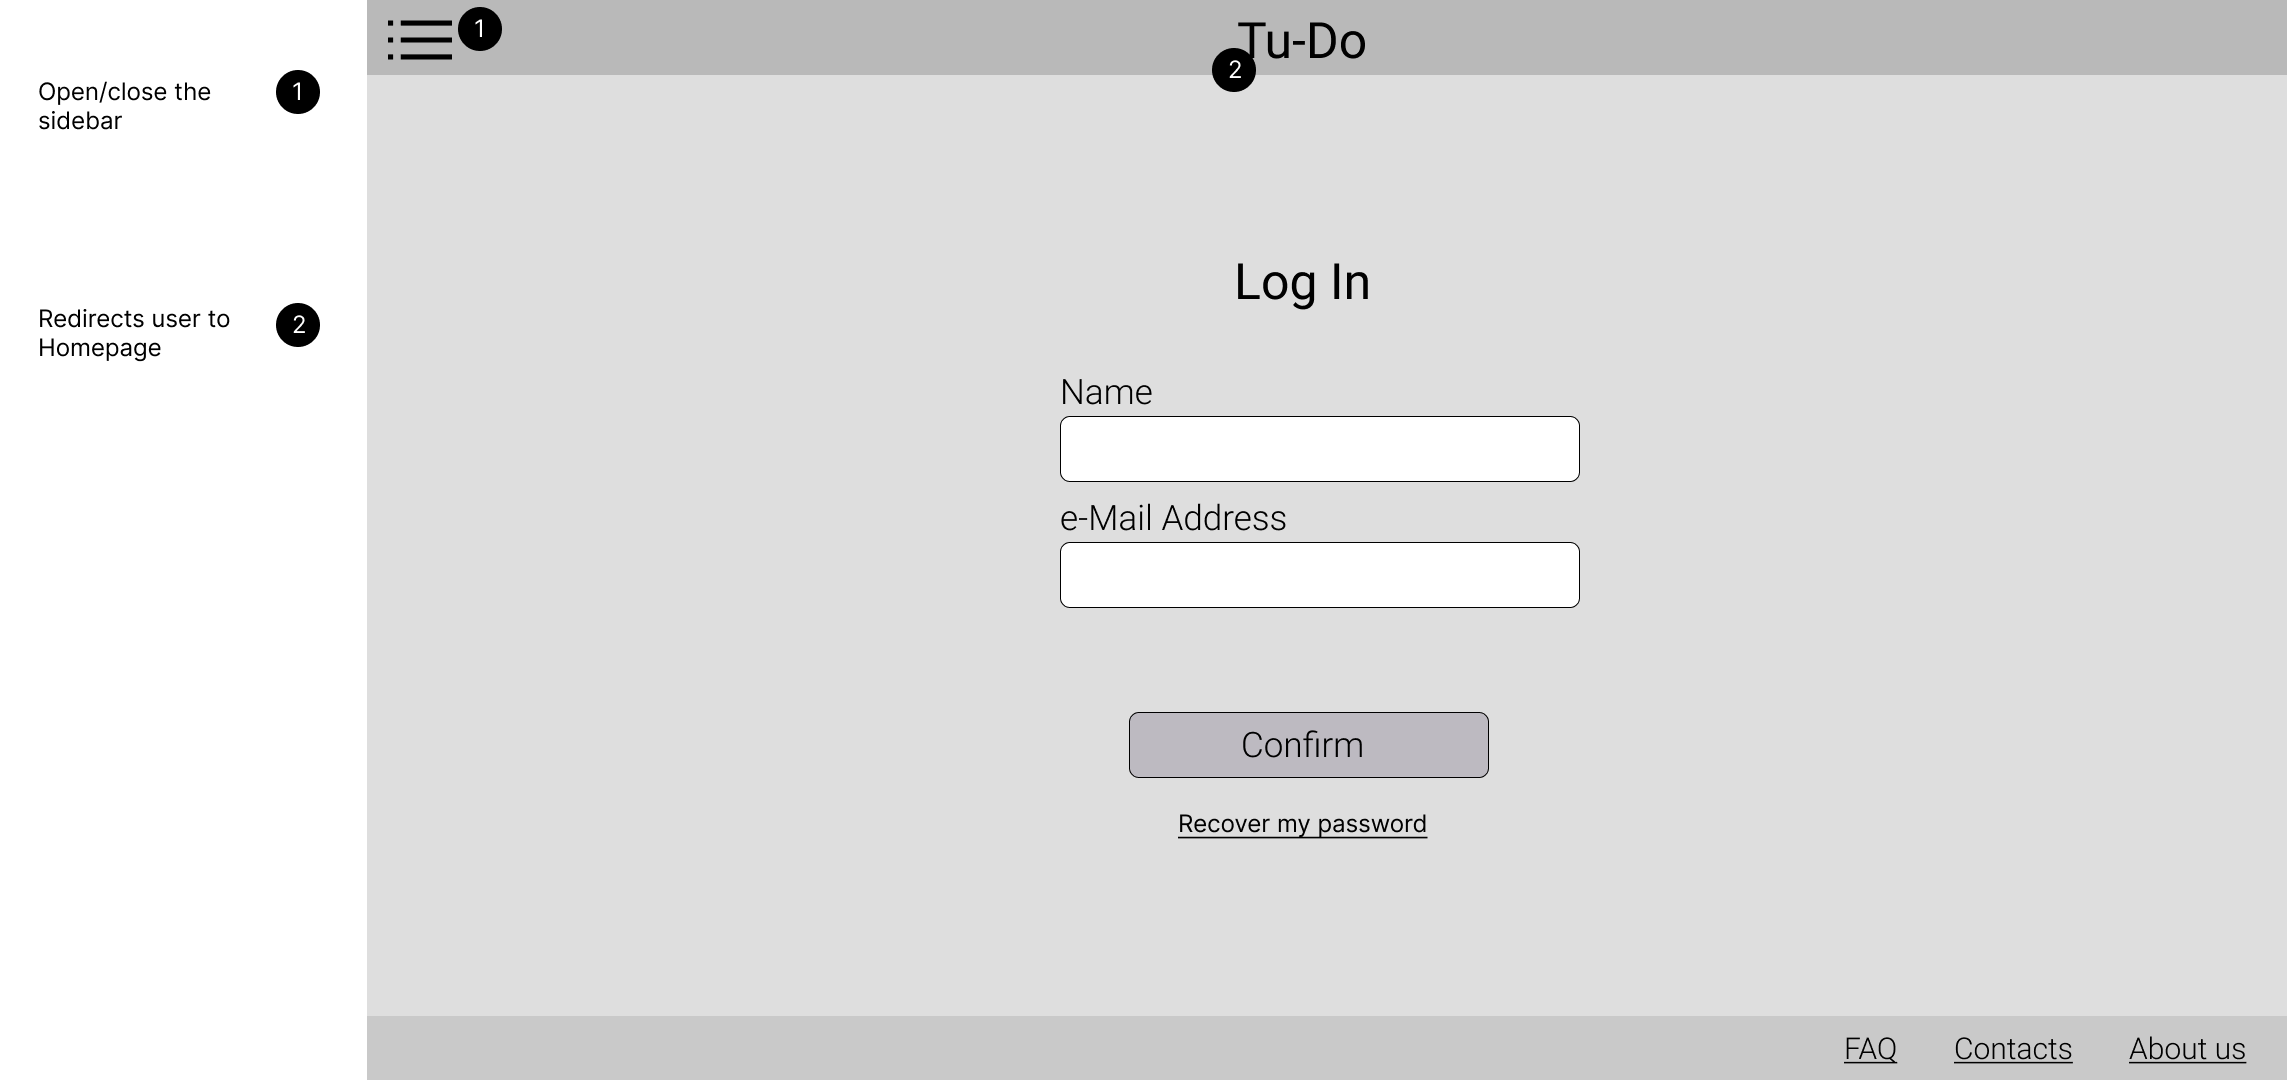 Open/close the
sidebar
1
Redirects user to
Homepage
2
1
Tu-Do
2
Log In
Name
e-Mail Address
Confirm
Recover my password
FAQ
Contacts
About us